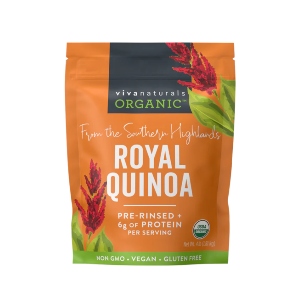 vivanaturals
ORGANIC™
From the Southern Highlands
ROYAL
QUINOA
PRE-RINSED +
6g OF PROTEIN
PER SERVING
USDA
ORGANIC
NON GMO • VEGAN • GLUTEN FREE